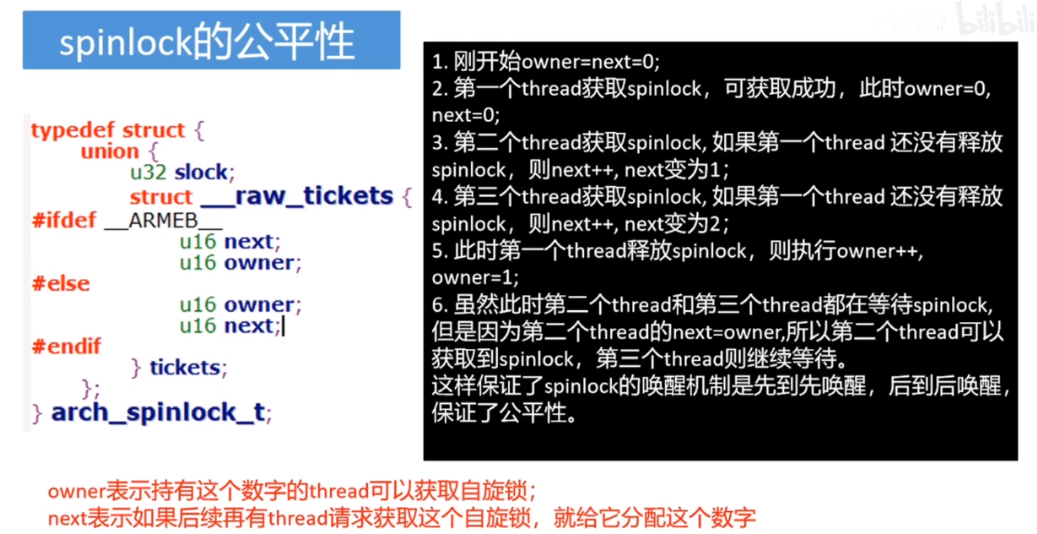 spinlock的公平性
bilibili
typedef struct {
union {
u32 slock;
struct __raw_tickets {
#ifdef __ARMEB__
u16 next;
u16 owner;
#else
u16 owner;
u16 next;
#endif
} tickets;
};
} arch_spinlock_t;
1. 刚开始owner=next=0;
2. 第一个thread获取spinlock，可获取成功，此时owner=0,
next=0;
3. 第二个thread获取spinlock, 如果第一个thread 还没有释放
spinlock，则next++, next变为1；
4. 第三个thread获取spinlock, 如果第一个thread 还没有释放
spinlock，则next++, next变为2；
5. 此时第一个thread释放spinlock，则执行owner++,
owner=1;
6. 虽然此时第二个thread和第三个thread都在等待spinlock,
但是因为第二个thread的next=owner,所以第二个thread可以
获取到spinlock，第三个thread则继续等待。
这样保证了spinlock的唤醒机制是先到先唤醒，后到后唤醒，
保证了公平性。
owner表示持有这个数字的thread可以获取自旋锁；
next表示如果后续再有thread请求获取这个自旋锁，就给它分配这个数字